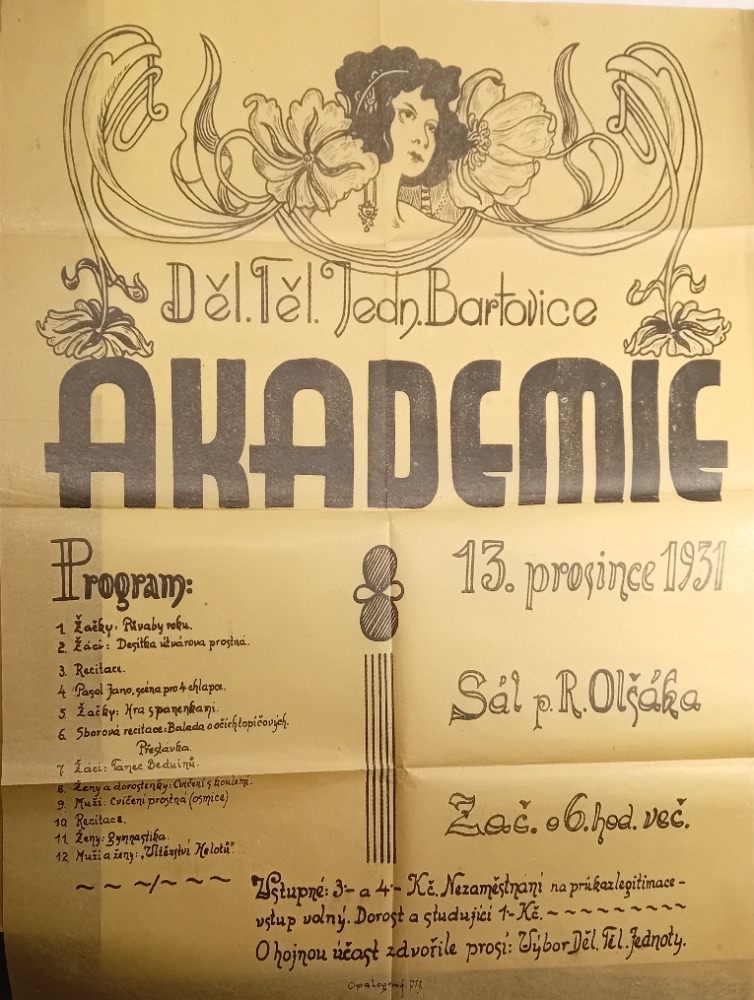 Děl. Těl. Jedn. Bartovice
AKADEMIE
Program:
1. Žačky: Půvaby roku.
2. Žáci: Desítka útvárova prostná.
3. Recitace.
4. Pasol Jano, scéna pro 4 chlapce.
5. Žačky: Hra s panenkami.
6. Sborová recitace: Balada o očích topičových.
Přestávka.
7. Žáci: Tanec Beduinů.
8. Ženy a dorostenky: Cvičení s koulemi.
9. Muži: Cvičení prostná (osmice)
10. Recitace.
11. Ženy: gymnastika.
12. Muži a ženy: „Vítězství Helotů".
13. prosince 1931
Sál p. R. Olšáka
Zač. o 6. hod. več.
Vstupné: 3·- a 4·- Kč. Nezaměstnaní na průkaz legitimace -
vstup volný. Dorost a studující 1·- Kč.
O hojnou účast zdvořile prosí: Výbor Děl. Těl. Jednoty.